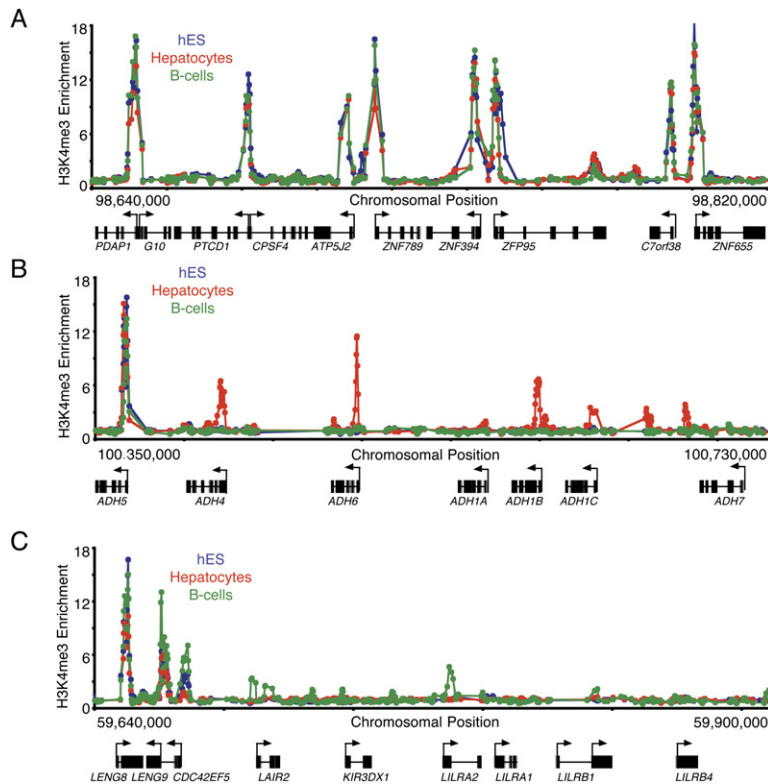 A
18
12
6
0
H3K4me3 Enrichment
hES
Hepatocytes
B-cells
98,640,000
Chromosomal Position
98,820,000
PDAP1 G10 PTCD1 CPSF4 ATP5J2 ZNF789 ZNF394 ZFP95 C7orf38 ZNF655
B
18
12
6
0
H3K4me3 Enrichment
hES
Hepatocytes
B-cells
100,350,000
Chromosomal Position
100,730,000
ADH5 ADH4 ADH6 ADH1A ADH1B ADH1C ADH7
C
18
12
6
0
H3K4me3 Enrichment
hES
Hepatocytes
B-cells
59,640,000
Chromosomal Position
59,900,000
LENG8 LENG9 CDC42EF5 LAIR2 KIR3DX1 LILRA2 LILRA1 LILRB1 LILRB4